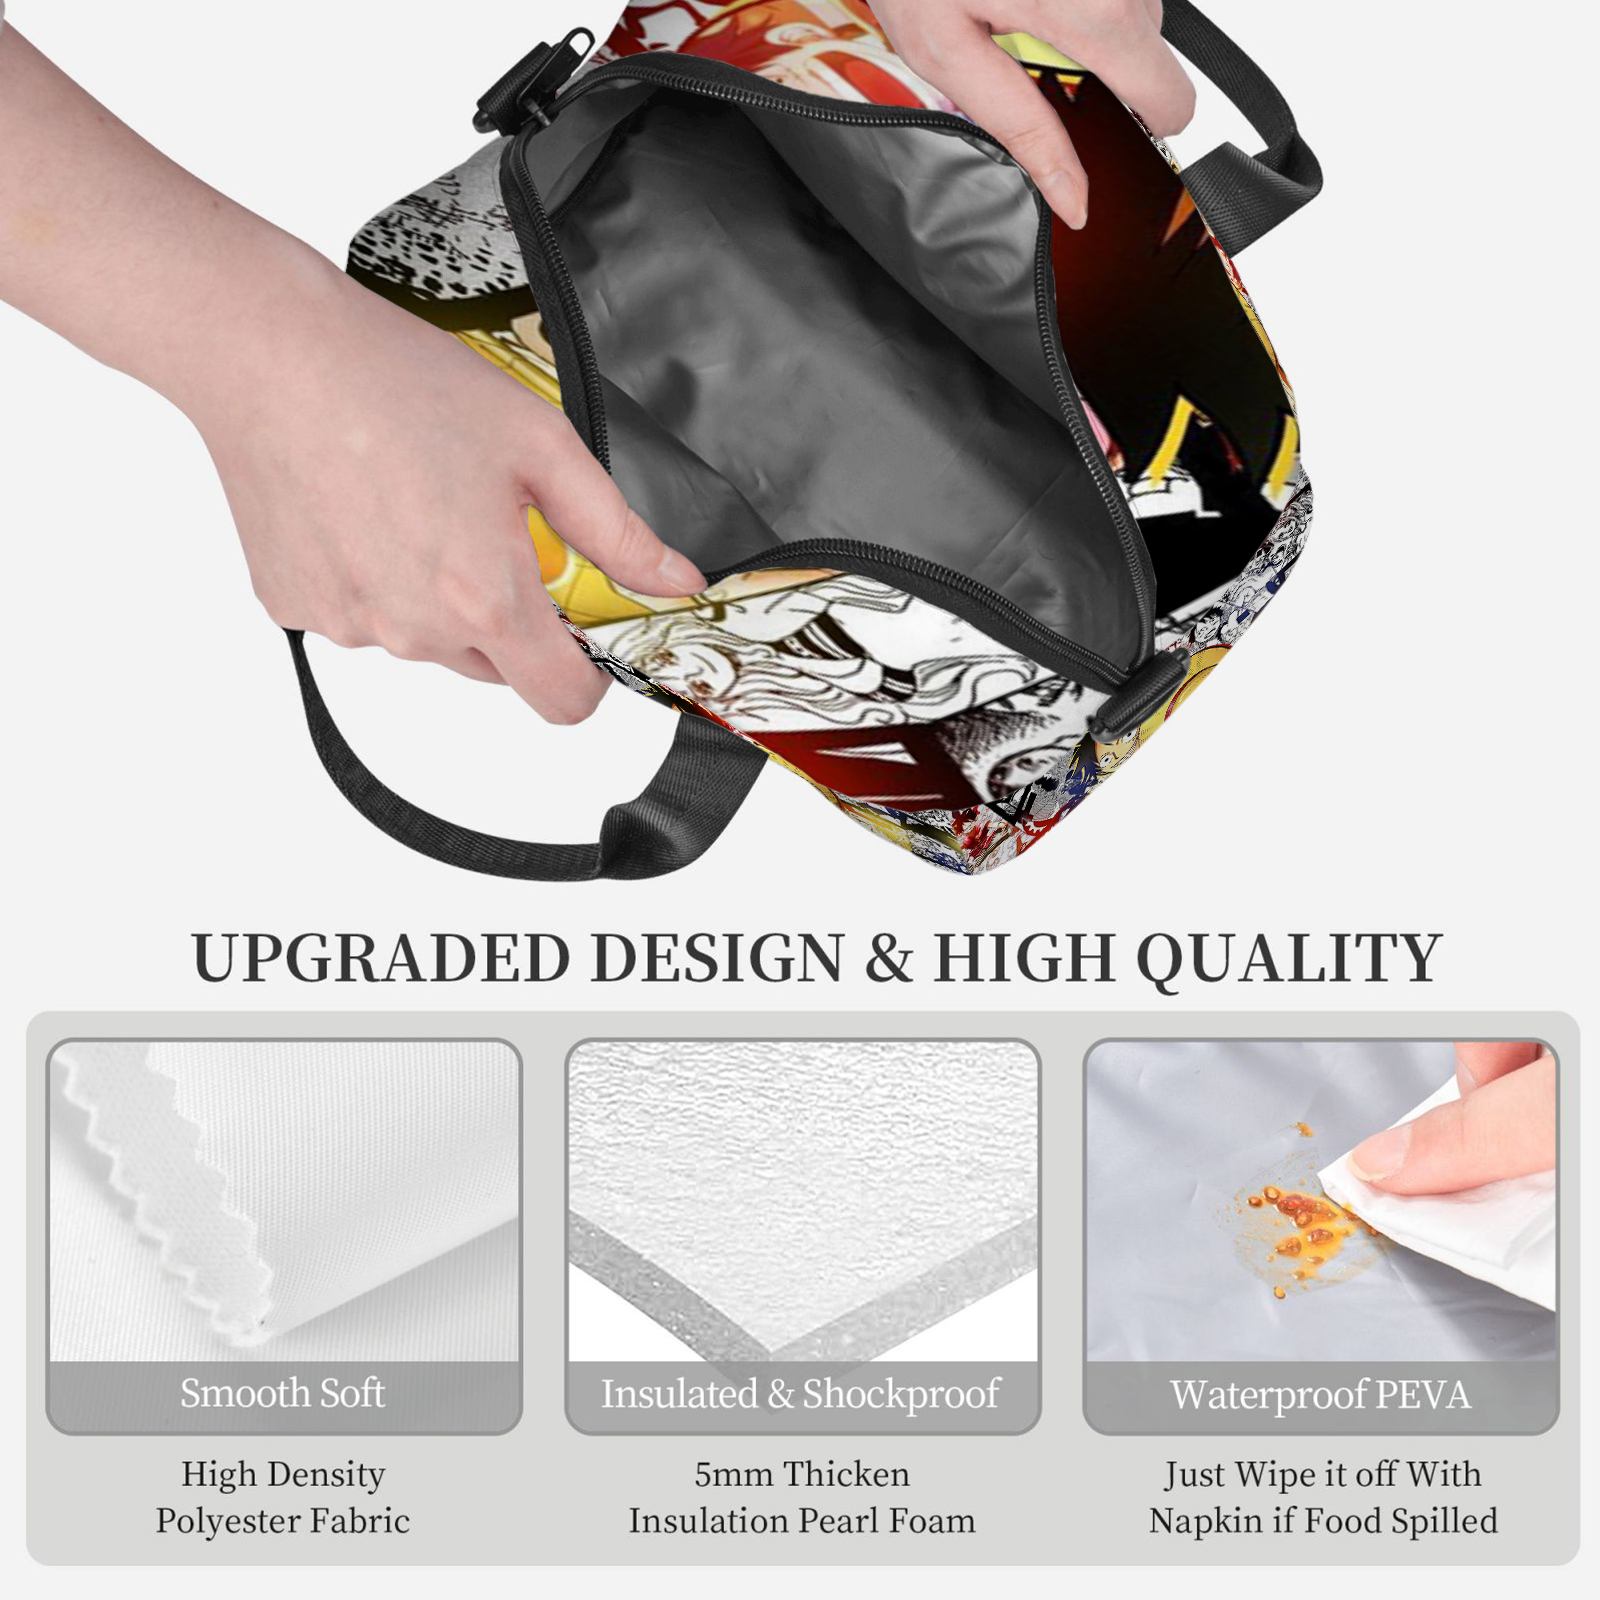 UPGRADED DESIGN & HIGH QUALITY
Smooth Soft
High Density
Polyester Fabric
Insulated & Shockproof
5mm Thicken
Insulation Pearl Foam
Waterproof PEVA
Just Wipe it off With
Napkin if Food Spilled